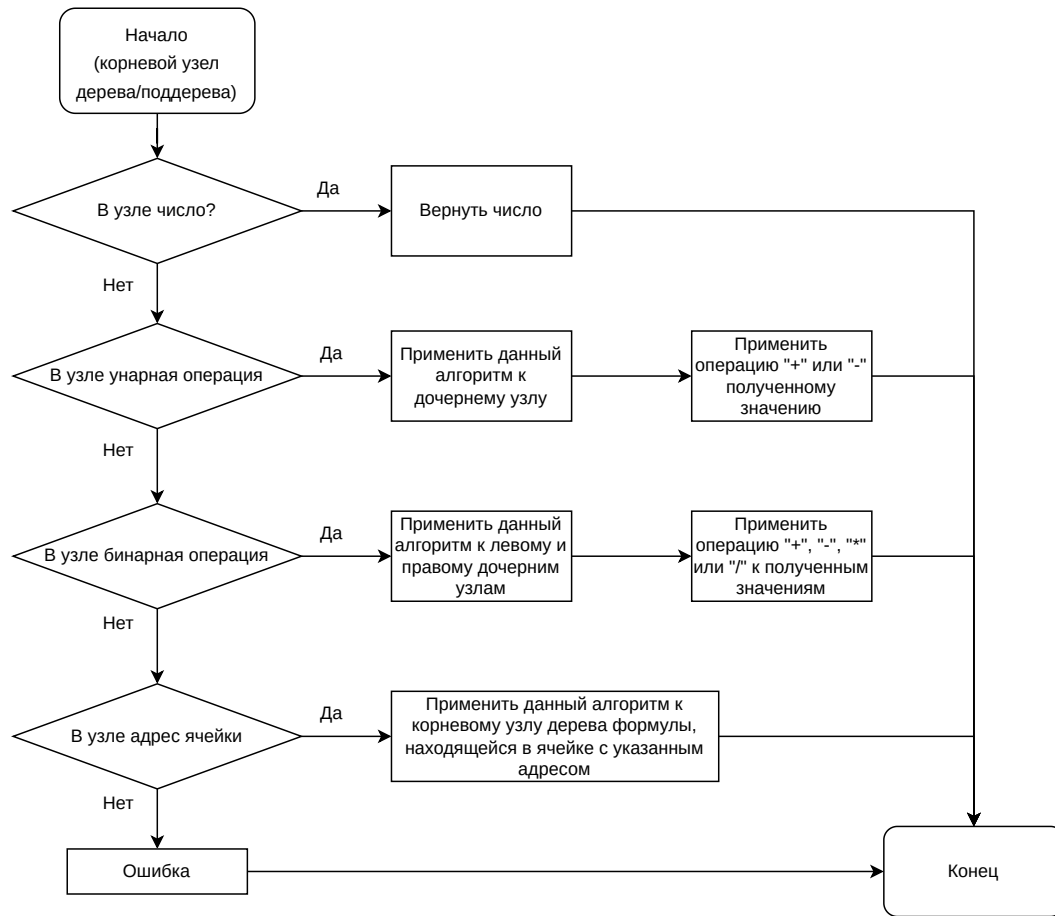 Начало
(корневой узел
дерева/поддерева)
В узле число?
Да
Вернуть число
Нет
В узле унарная операция
Да
Применить данный
алгоритм к
дочернему узлу
Применить
операцию "+" или "-"
полученному
значению
Нет
В узле бинарная операция
Да
Применить данный
алгоритм к левому и
правому дочерним
узлам
Применить
операцию "+", "-", "*"
или "/" к полученным
значениям
Нет
В узле адрес ячейки
Да
Применить данный алгоритм к
корневому узлу дерева формулы,
находящейся в ячейке с указанным
адресом
Нет
Ошибка
Конец